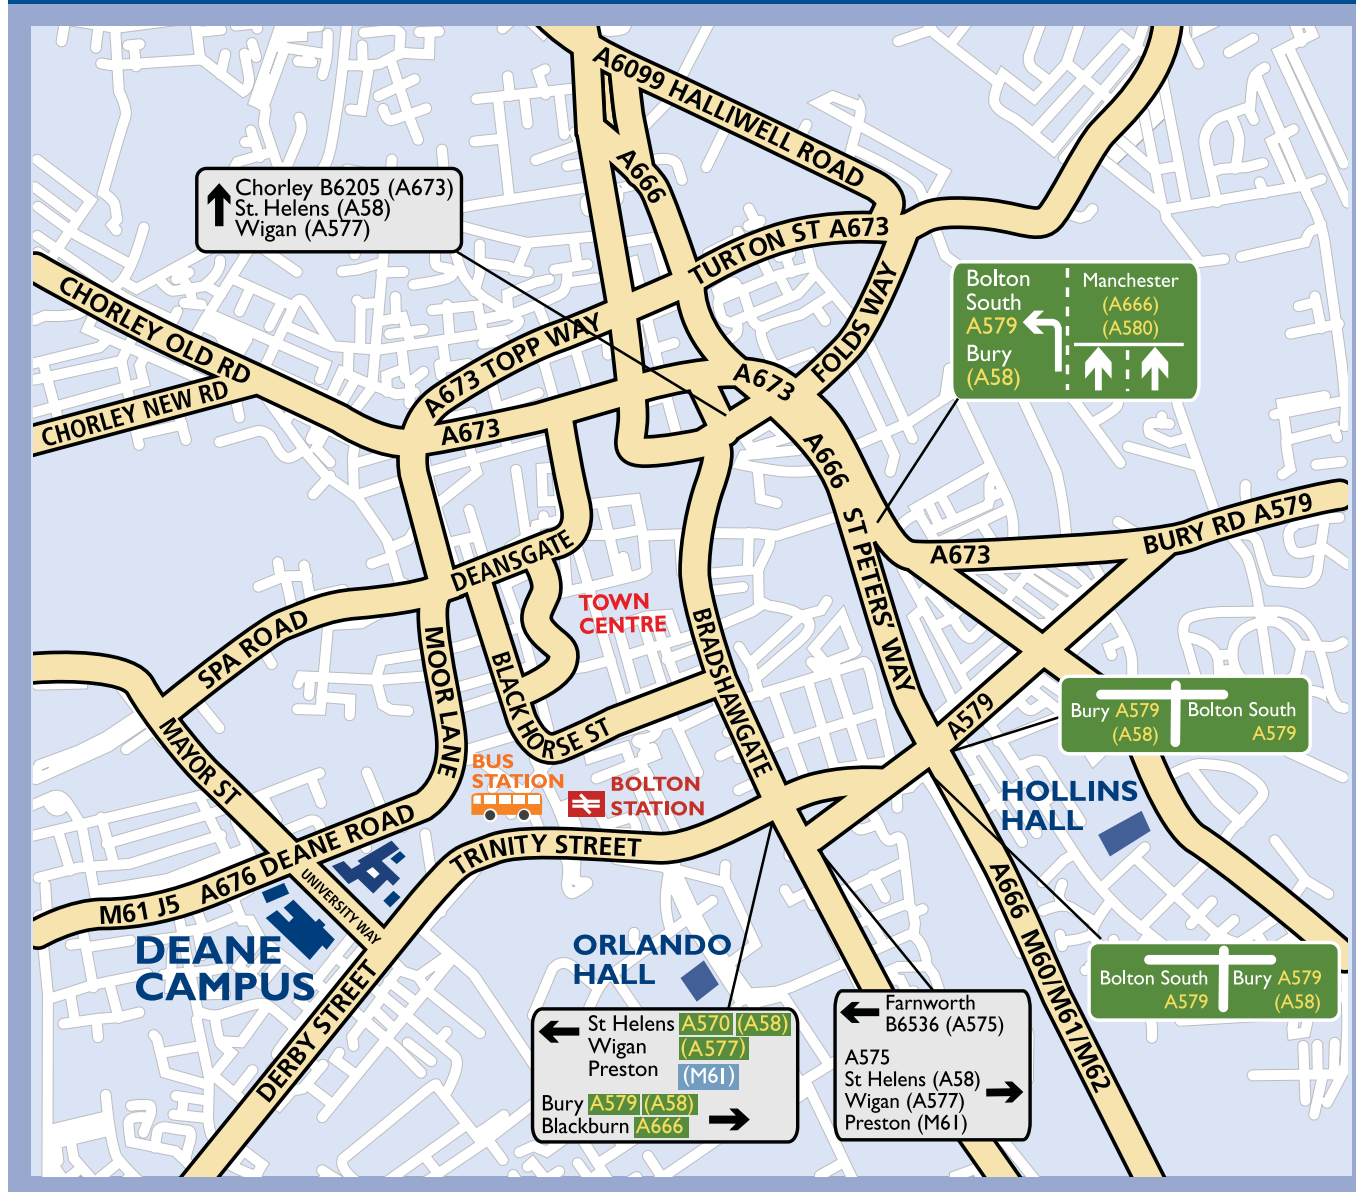 A6099 HALLIWELL ROAD
A666
Chorley B6205 (A673)
St. Helens (A58)
Wigan (A577)
TURTON ST A673
CHORLEY OLD RD
CHORLEY NEW RD
A673 TOPP WAY
A673
A673
FOLDS WAY
Bolton
South
A579
Bury
(A58)
Manchester
(A666)
(A580)
A666 ST PETERS' WAY
A673
BURY RD A579
DEANSGATE
TOWN
CENTRE
SPA ROAD
MOOR LANE
BLACK HORSE ST
BRADSHAWGATE
A579
Bury A579
(A58)
Bolton South
A579
MAYOR ST
BUS
STATION
BOLTON
STATION
HOLLINS
HALL
TRINITY STREET
M61 J5 A676 DEANE ROAD
UNIVERSITY WAY
DEANE
CAMPUS
DERBY STREET
ORLANDO
HALL
A666 M60/M61/M62
Bolton South
A579
Bury A579
(A58)
St Helens A570 (A58)
Wigan (A577)
Preston (M61)
Bury A579 (A58)
Blackburn A666
Farnworth
B6536 (A575)
A575
St Helens (A58)
Wigan (A577)
Preston (M61)